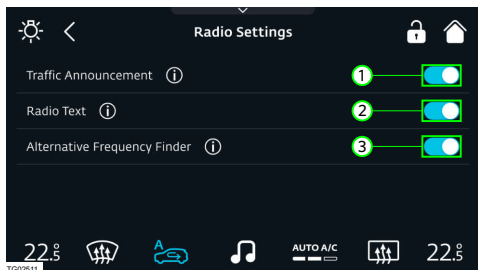 Radio Settings
Traffic Announcement
1
Radio Text
2
Alternative Frequency Finder
3
22.5
A
AUTO A/C
22.5
TG02511